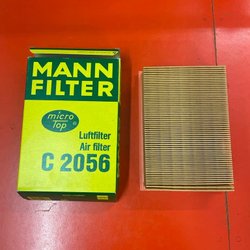 MANN
FILTER
micro
top
Luftfilter
Air filter
C 2056